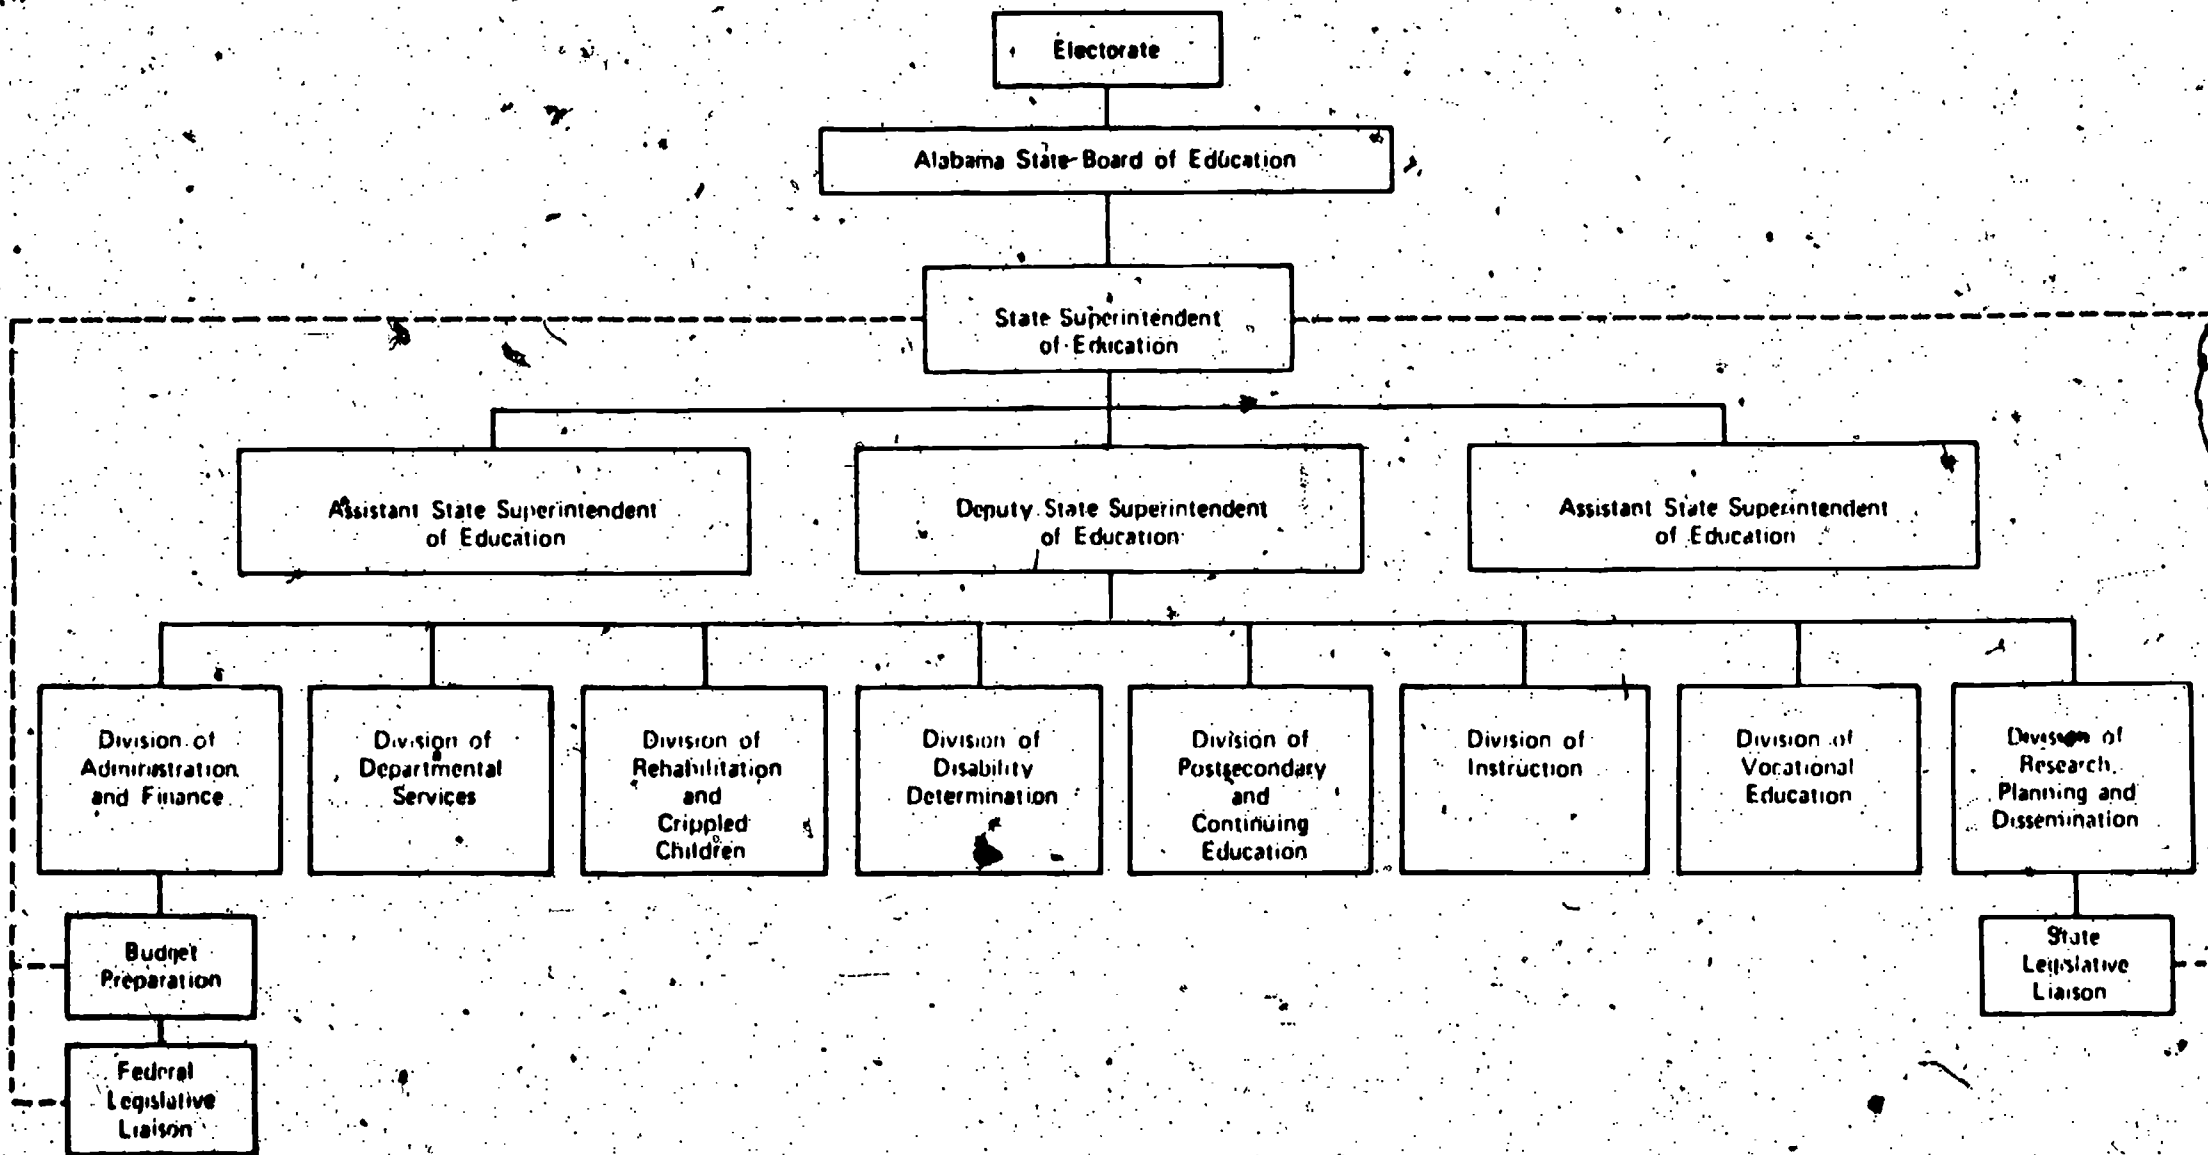 Electorate
Alabama State Board of Education
State Superintendent
of Education
Assistant State Superintendent
of Education
Deputy State Superintendent
of Education
Assistant State Superintendent
of Education
Division of
Administration
and Finance
Division of
Departmental
Services
Division of
Rehabilitation
and
Crippled
Children
Division of
Disability
Determination
Division of
Postsecondary
and
Continuing
Education
Division of
Instruction
Division of
Vocational
Education
Division of
Research,
Planning and
Dissemination
Budget
Preparation
State
Legislative
Liaison
Federal
Legislative
Liaison